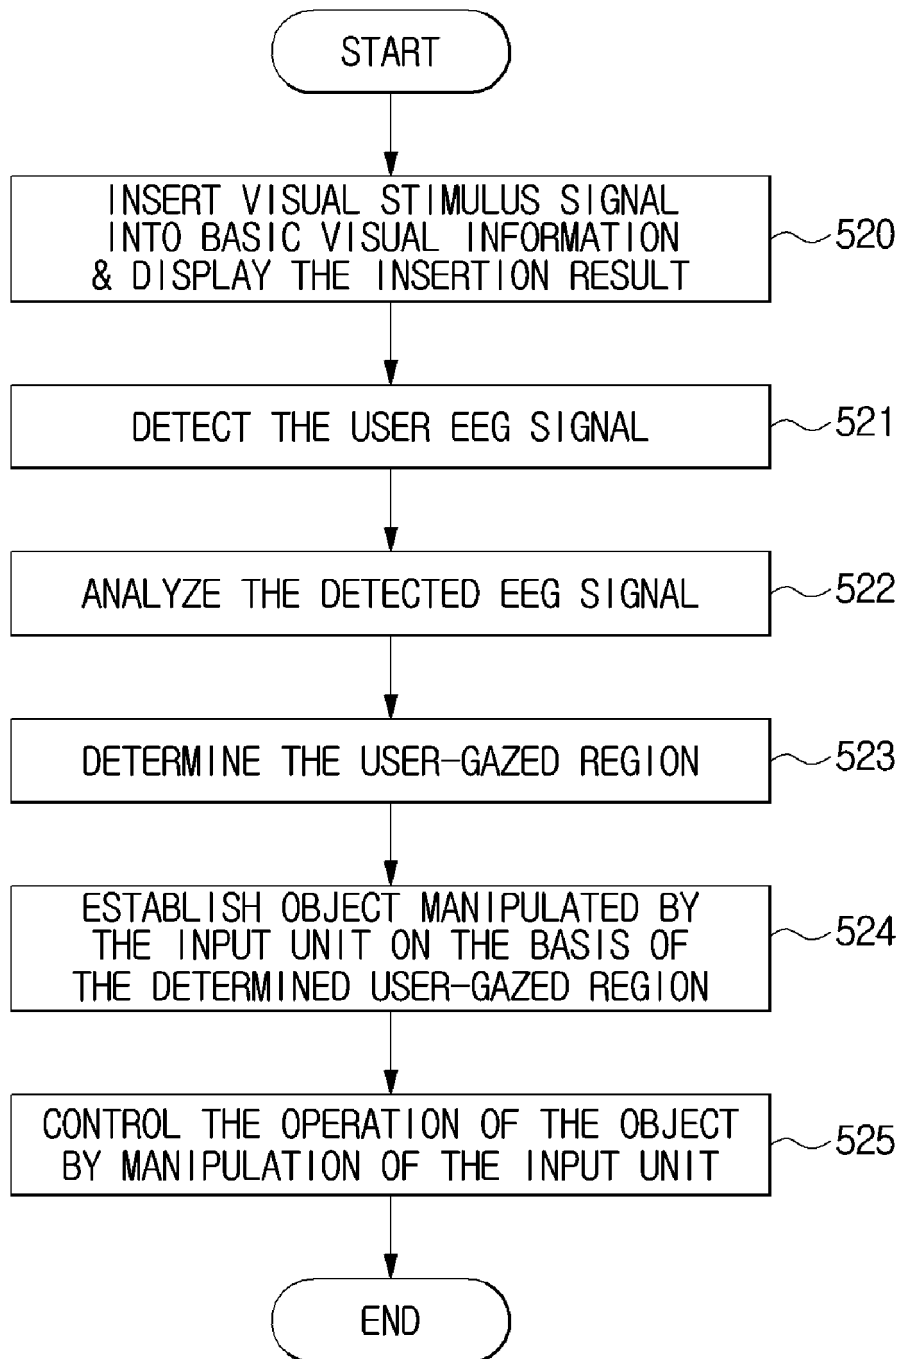 START
INSERT VISUAL STIMULUS SIGNAL
INTO BASIC VISUAL INFORMATION
& DISPLAY THE INSERTION RESULT
520
DETECT THE USER EEG SIGNAL
521
ANALYZE THE DETECTED EEG SIGNAL
522
DETERMINE THE USER-GAZED REGION
523
ESTABLISH OBJECT MANIPULATED BY
THE INPUT UNIT ON THE BASIS OF
THE DETERMINED USER-GAZED REGION
524
CONTROL THE OPERATION OF THE OBJECT
BY MANIPULATION OF THE INPUT UNIT
525
END